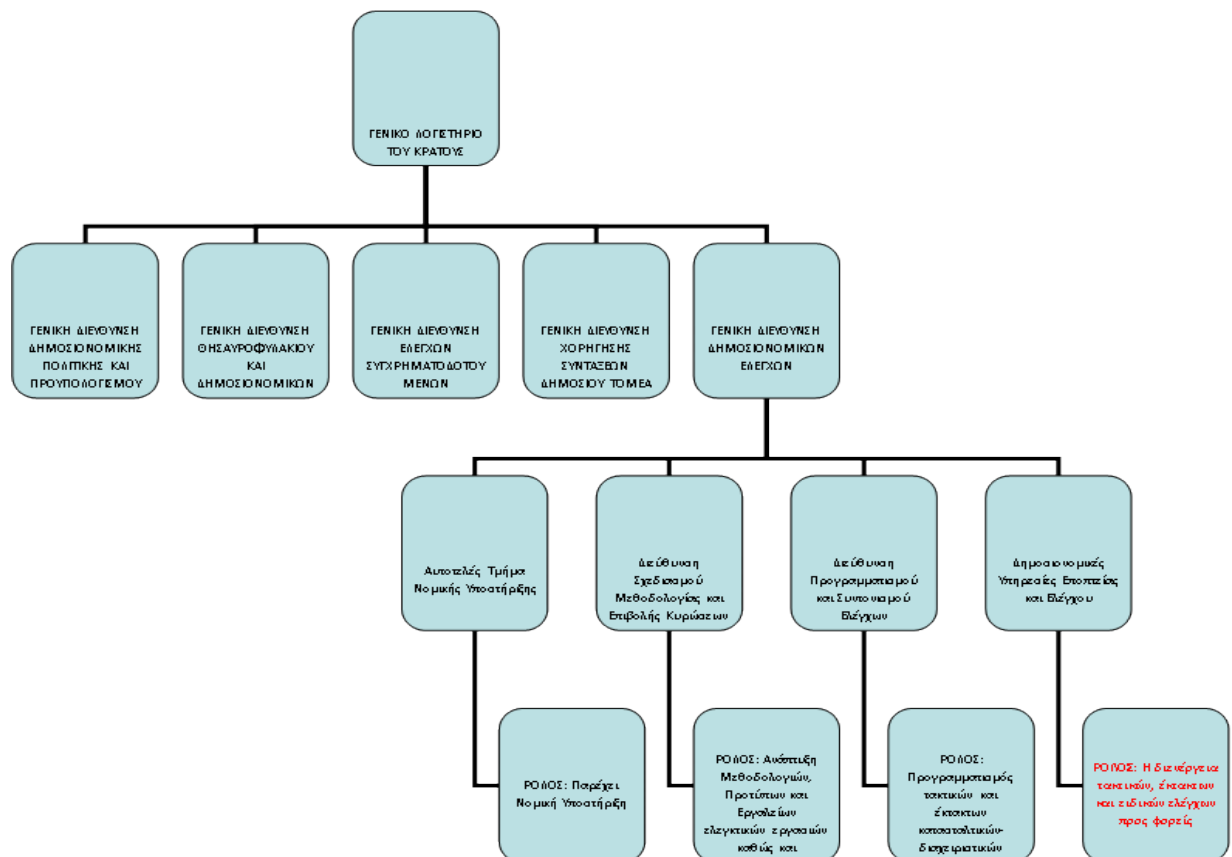 ΓΕΝΙΚΟ ΛΟΓΙΣΤΗΡΙΟ
ΤΟΥ ΚΡΑΤΟΥΣ
ΓΕΝΙΚΗ ΔΙΕΥΘΥΝΣΗ
ΔΗΜΟΣΙΟΝΟΜΙΚΗΣ
ΠΟΛΙΤΙΚΗΣ ΚΑΙ
ΠΡΟΥΠΟΛΟΓΙΣΜΟΥ
ΓΕΝΙΚΗ ΔΙΕΥΘΥΝΣΗ
ΘΗΣΑΥΡΟΦΥΛΑΚΙΟΥ
ΚΑΙ
ΔΗΜΟΣΙΟΝΟΜΙΚΩΝ
ΓΕΝΙΚΗ ΔΙΕΥΘΥΝΣΗ
ΕΛΕΓΧΩΝ
ΣΥΓΧΡΗΜΑΤΟΔΟΤΟΥ
ΜΕΝΩΝ
ΓΕΝΙΚΗ ΔΙΕΥΘΥΝΣΗ
ΧΟΡΗΓΗΣΗΣ
ΣΥΝΤΑΞΕΩΝ
ΔΗΜΟΣΙΟΥ ΤΟΜΕΑ
ΓΕΝΙΚΗ ΔΙΕΥΘΥΝΣΗ
ΔΗΜΟΣΙΟΝΟΜΙΚΩΝ
ΕΛΕΓΧΩΝ
Αυτοτελές Τμήμα
Νομικής Υποστήριξης
Διεύθυνση
Σχεδιασμού
Μεθοδολογίας και
Επιβολής Κυρώσεων
Διεύθυνση
Προγραμματισμού
και Συντονισμού
Ελέγχων
Δημοσιονομικές
Υπηρεσίες Εποπτείας
και Ελέγχου
ΡΟΛΟΣ: Παρέχει
Νομική Υποστήριξη
ΡΟΛΟΣ: Ανάπτυξη
Μεθοδολογιών,
Προτύπων και
Εργαλείων
ελεγκτικών εργασιών
καθώς και
ΡΟΛΟΣ:
Προγραμματισμός
τακτικών και
έκτακτων
κατασταλτικών-
διαχειριστικών
ΡΟΛΟΣ: Η διενέργεια
τακτικών, έκτακτων
και ειδικών ελέγχων
προς φορείς